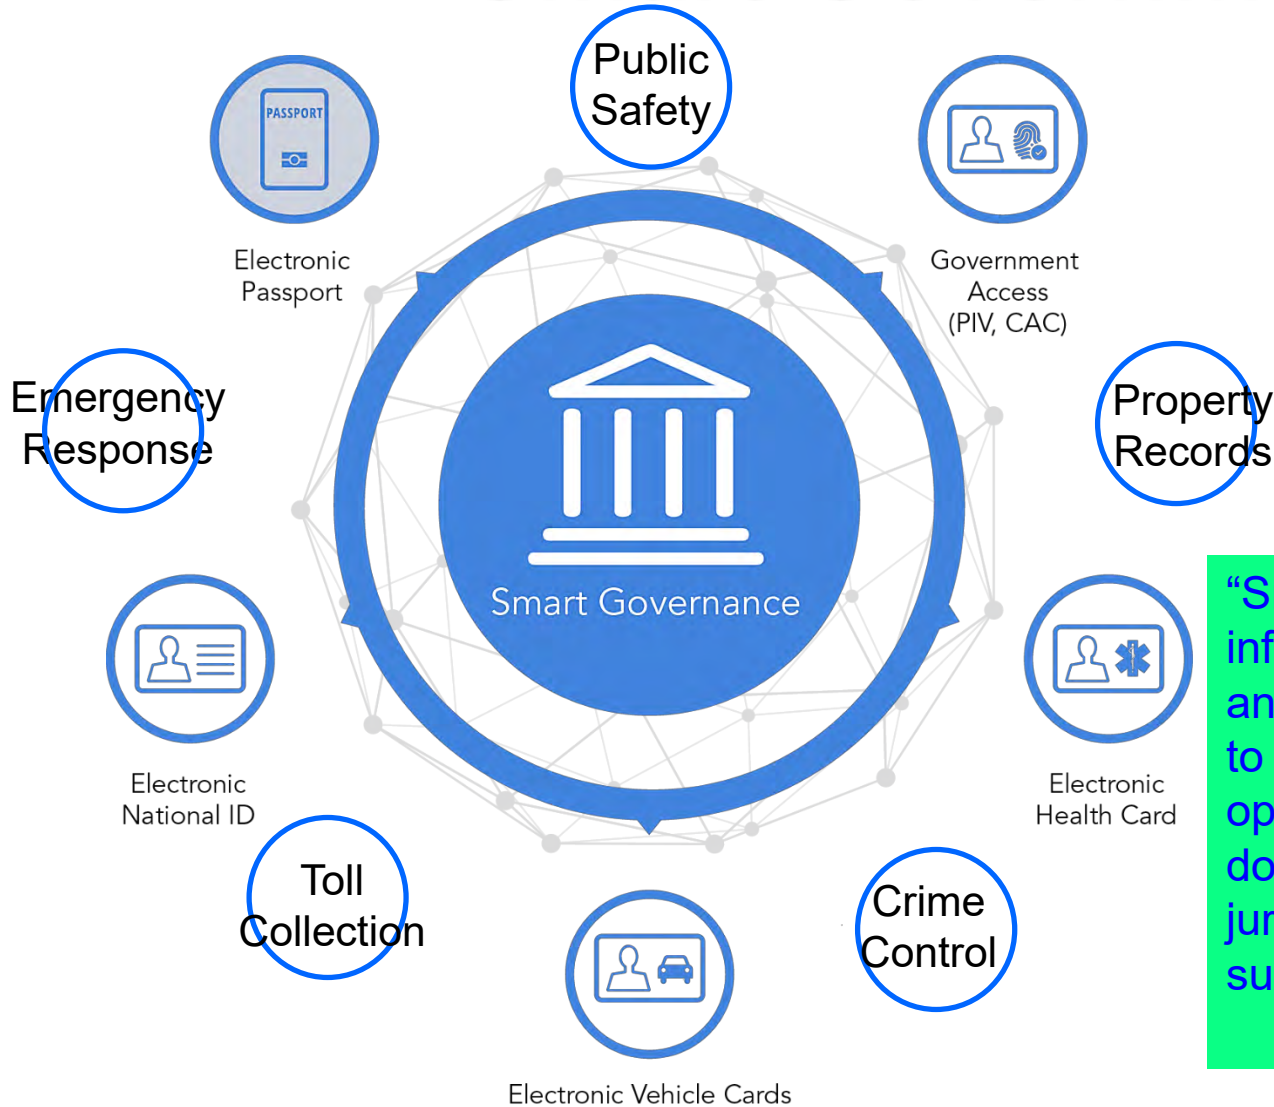 Public
Safety
PASSPORT
Electronic
Passport
Government
Access
(PIV, CAC)
Emergency
Response
Property
Records
Smart Governance
Electronic
National ID
Electronic
Health Card
Toll
Collection
Crime
Control
Electronic Vehicle Cards
to